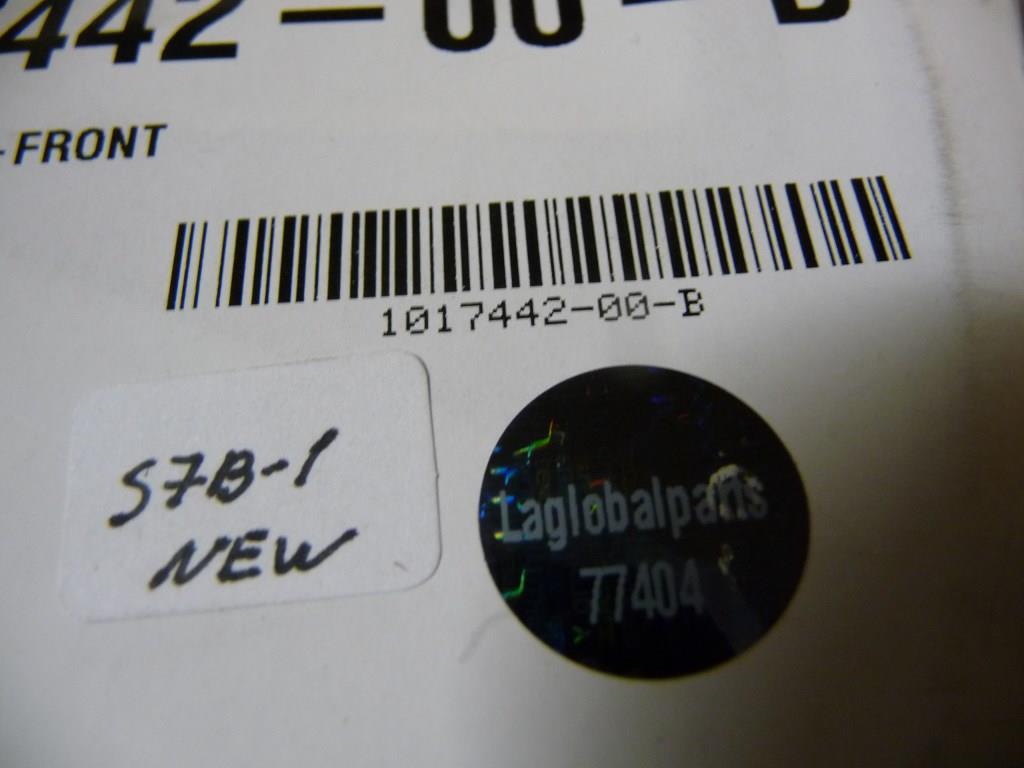 442-00-B
-FRONT
1017442-00-B
S7B-1
NEW
Laglobalparts
77404